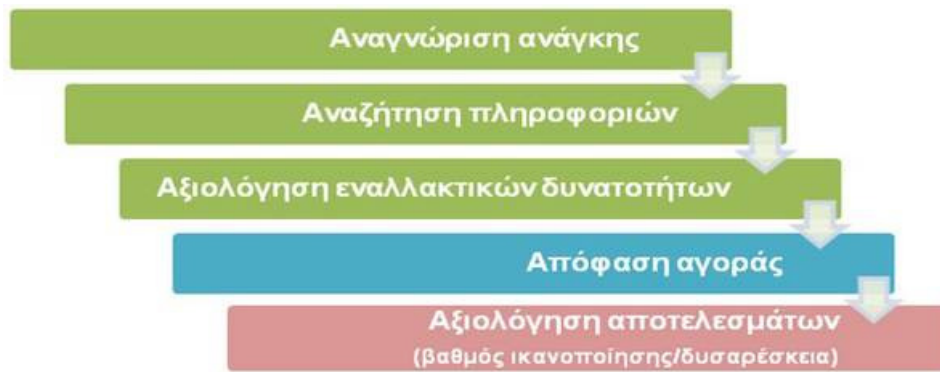 Αναγνώριση ανάγκης
Αναζήτηση πληροφοριών
Αξιολόγηση εναλλακτικών δυνατοτήτων
Απόφαση αγοράς
Αξιολόγηση αποτελεσμάτων
(βαθμός ικανοποίησης/δυσαρέσκεια)